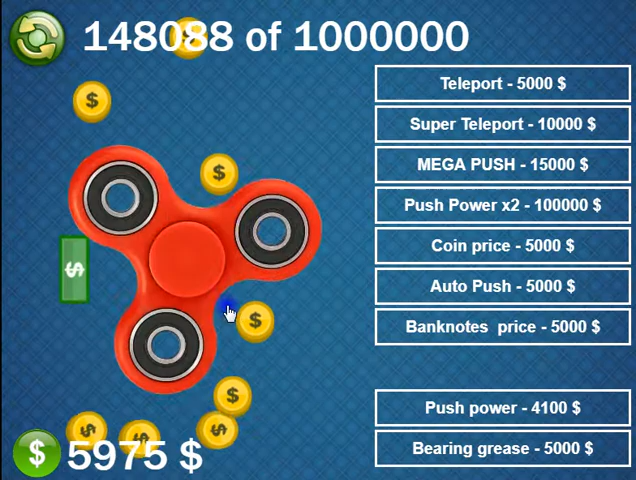 148088 of 1000000
$
$
Teleport - 5000 $
Super Teleport - 10000 $
MEGA PUSH - 15000 $
Push Power x2 - 100000 $
Coin price - 5000 $
Auto Push - 5000 $
Banknotes  price - 5000 $
$
$
$
Push power - 4100 $
$
$
$
$ 5975 $
Bearing grease - 5000 $